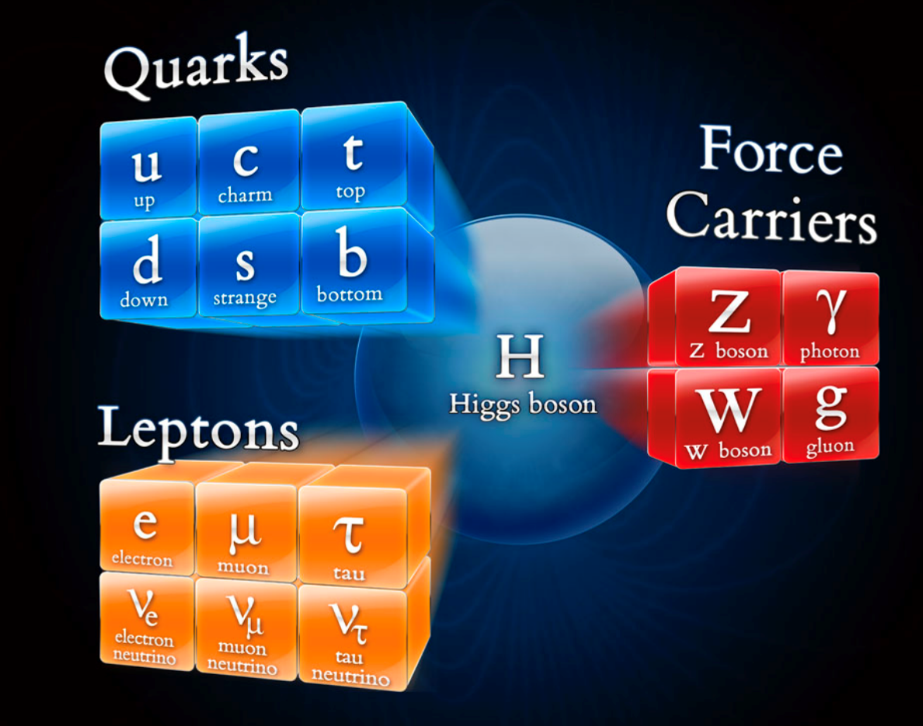 Quarks
u c t
up charm top
d s b
down strange bottom
Force
Carriers
Z γ
Z boson photon
W g
W boson gluon
H
Higgs boson
Leptons
e μ τ
electron muon tau
νe νμ ντ
electron muon tau
neutrino neutrino neutrino